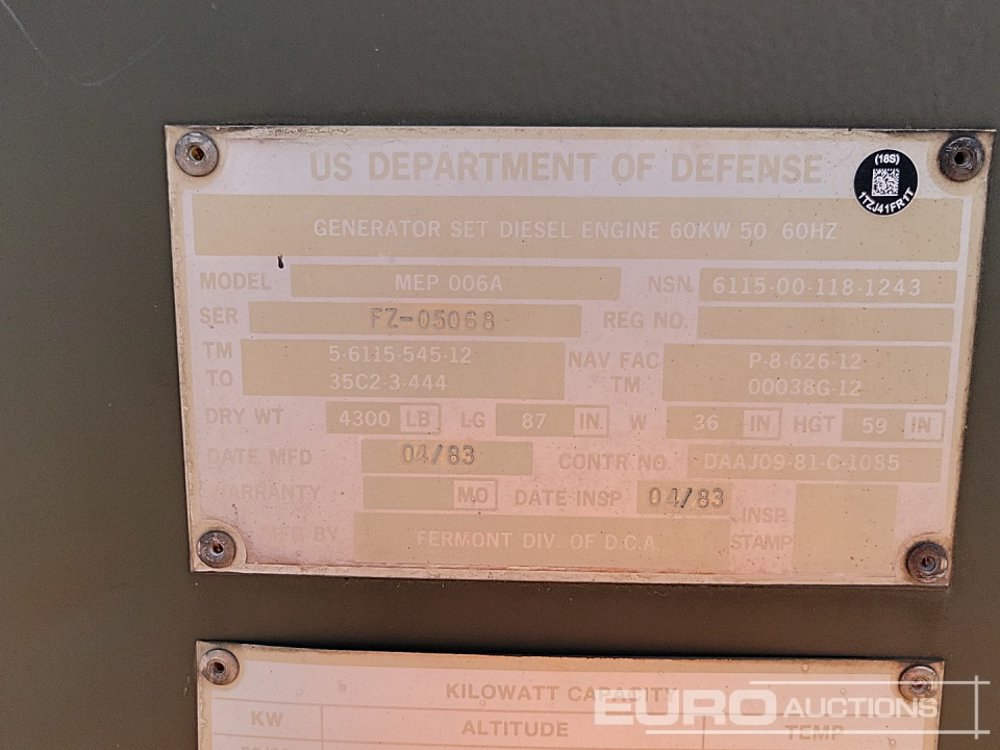 US DEPARTMENT OF DEFENSE
(18S)
1TZJ41FR1T
GENERATOR SET DIESEL ENGINE 60KW 50/60HZ
MODEL MEP 006A NSN 6115-00-118-1243
SER FZ-05068 REG NO.
TM 5-6115-545-12 NAV FAC P-8-626-12
TO 35C2-3-444 TM 00038G-12
DRY WT 4300 LB LG 87 IN. W 36 IN HGT 59 IN
DATE MFD 04/83 CONTR NO. DAAJ09-81-C-1085
WARRANTY MO DATE INSP 04/83 INSP
MFD BY FERMONT DIV. OF D.C.A STAMP
KILOWATT CAPACITY
KW ALTITUDE TEMP
EURO AUCTIONS